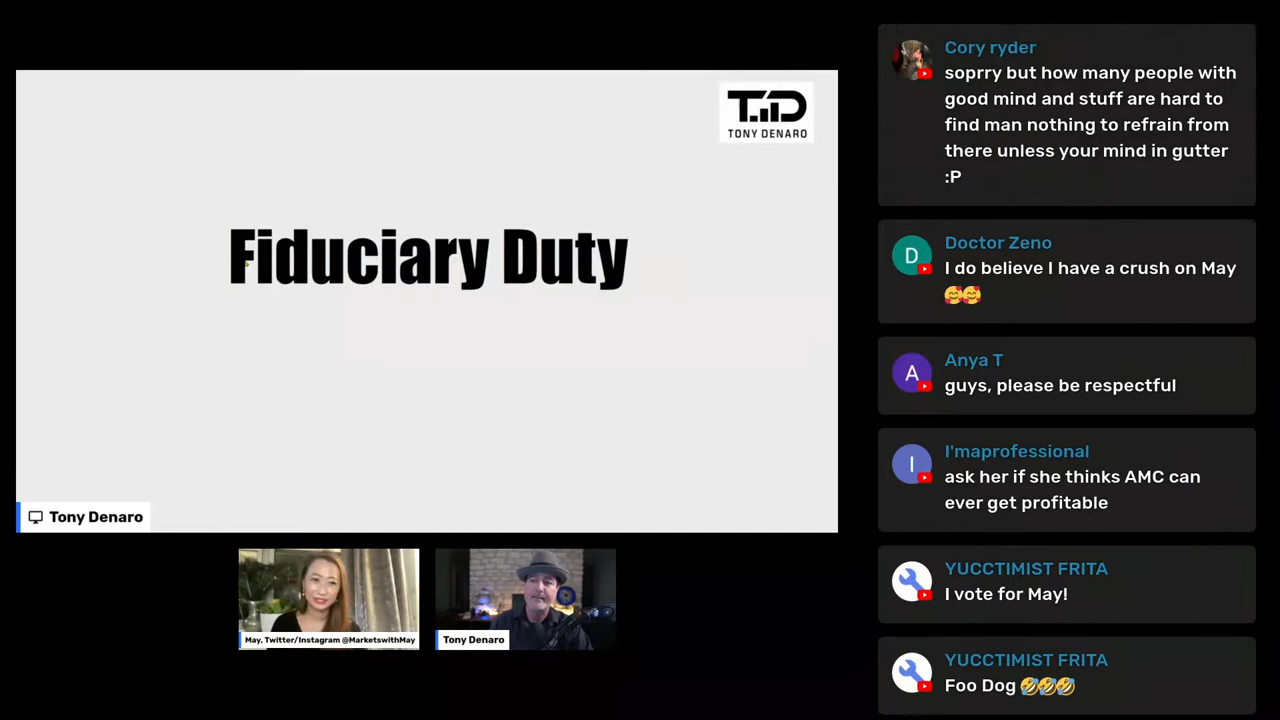 TD
TONY DENARO
Fiduciary Duty
Tony Denaro
May, Twitter/Instagram @MarketswithMay
Tony Denaro
Cory ryder
soprry but how many people with
good mind and stuff are hard to
find man nothing to refrain from
there unless your mind in gutter
:P
D
Doctor Zeno
I do believe I have a crush on May
🥰🥰
A
Anya T
guys, please be respectful
I
I'maprofessional
ask her if she thinks AMC can
ever get profitable
YUCCTIMIST FRITA
I vote for May!
YUCCTIMIST FRITA
Foo Dog 🤣🤣🤣